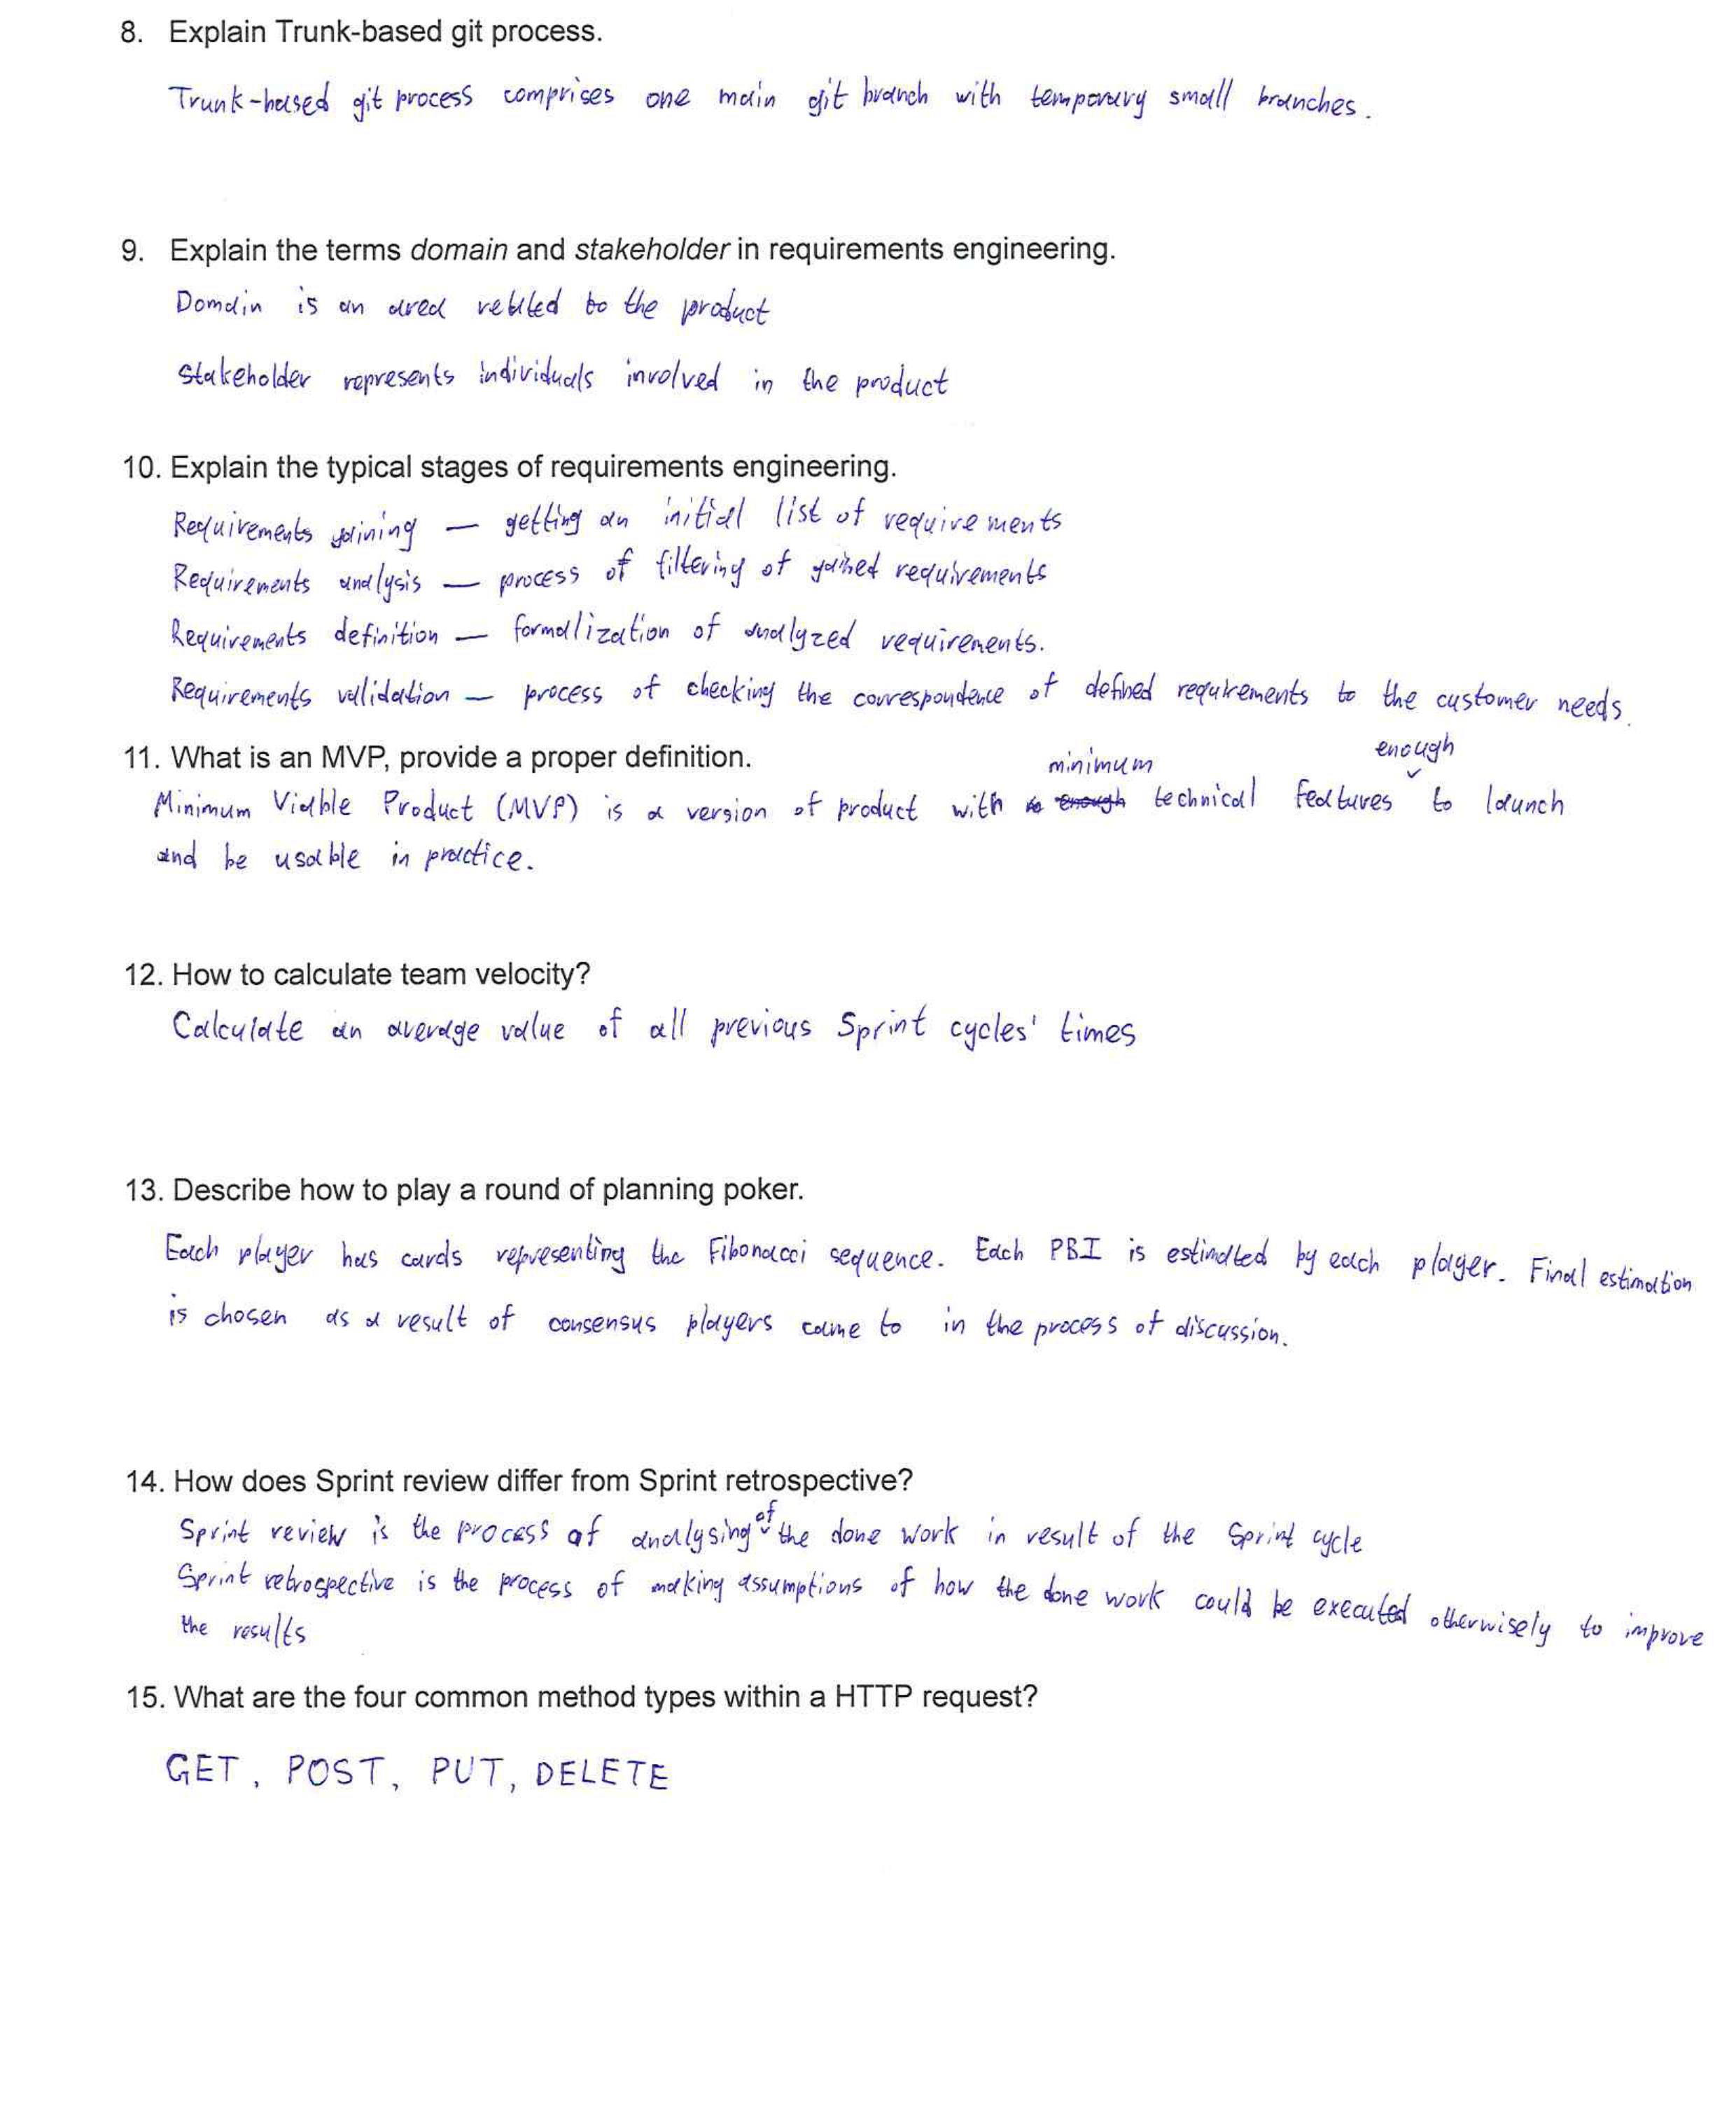 8. Explain Trunk-based git process.
Trunk-based git process comprises one main git branch with temporary small branches.
9. Explain the terms domain and stakeholder in requirements engineering.
Domain is an area related to the product
Stakeholder represents individuals involved in the product
10. Explain the typical stages of requirements engineering.
Requirements gaining — getting an initial list of requirements
Requirements analysis — process of filtering of gained requirements
Requirements definition — formalization of analyzed requirements.
Requirements validation — process of checking the correspondence of defined requirements to the customer needs.
11. What is an MVP, provide a proper definition.
minimum enough
Minimum Viable Product (MVP) is a version of product with enough technical features to launch
and be usable in practice.
12. How to calculate team velocity?
Calculate an average value of all previous Sprint cycles' times
13. Describe how to play a round of planning poker.
Each player has cards representing the Fibonacci sequence. Each PBI is estimated by each player. Final estimation
is chosen as a result of consensus players came to in the process of discussion.
14. How does Sprint review differ from Sprint retrospective?
Sprint review is the process of analysing of the done work in result of the Sprint cycle
Sprint retrospective is the process of making assumptions of how the done work could be executed otherwisely to improve
the results
15. What are the four common method types within a HTTP request?
GET, POST, PUT, DELETE